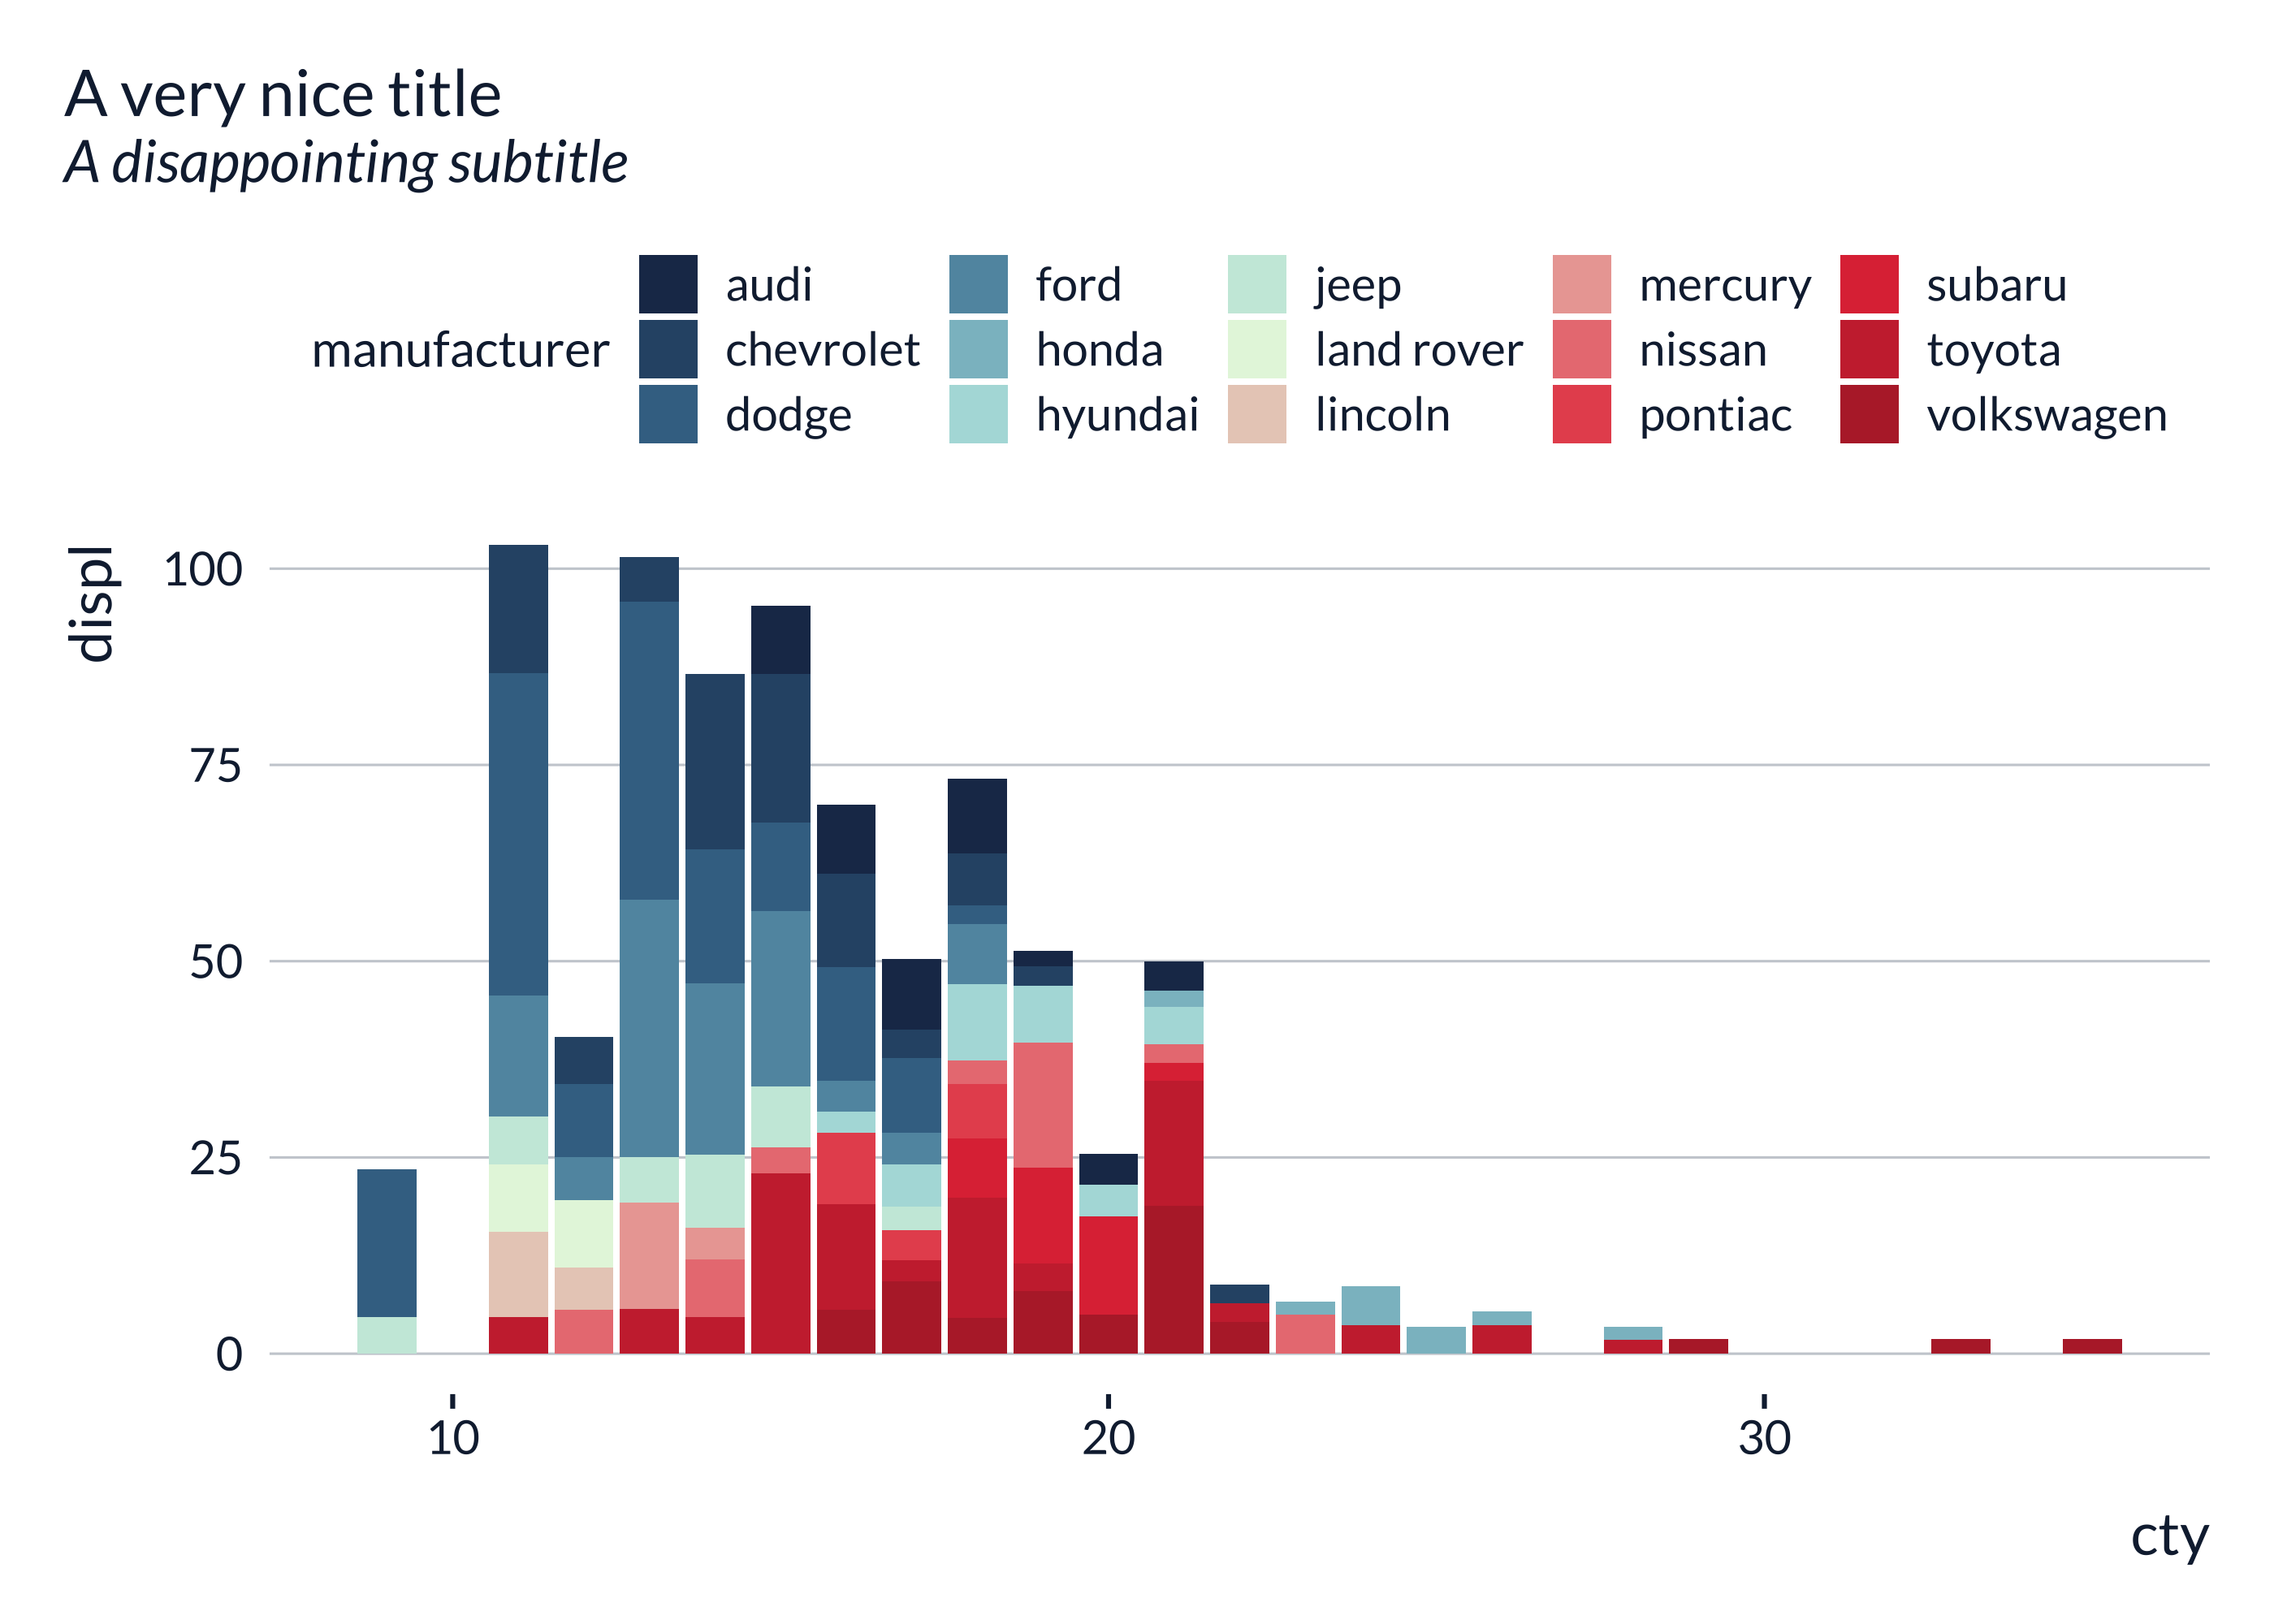 A very nice title
A disappointing subtitle
manufacturer
audi ford jeep mercury subaru
chevrolet honda land rover nissan toyota
dodge hyundai lincoln pontiac volkswagen
displ
100
75
50
25
0
10 20 30
cty